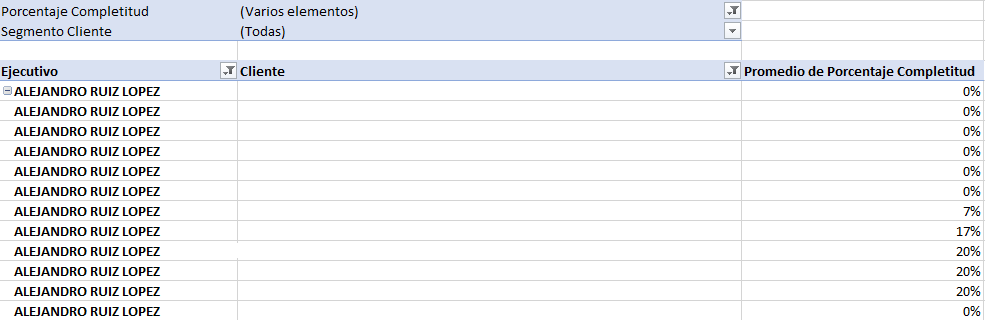 Porcentaje Completitud (Varios elementos)
Segmento Cliente (Todas)
Ejecutivo Cliente Promedio de Porcentaje Completitud
ALEJANDRO RUIZ LOPEZ 0%
ALEJANDRO RUIZ LOPEZ 0%
ALEJANDRO RUIZ LOPEZ 0%
ALEJANDRO RUIZ LOPEZ 0%
ALEJANDRO RUIZ LOPEZ 0%
ALEJANDRO RUIZ LOPEZ 0%
ALEJANDRO RUIZ LOPEZ 7%
ALEJANDRO RUIZ LOPEZ 17%
ALEJANDRO RUIZ LOPEZ 20%
ALEJANDRO RUIZ LOPEZ 20%
ALEJANDRO RUIZ LOPEZ 20%
ALEJANDRO RUIZ LOPEZ 0%